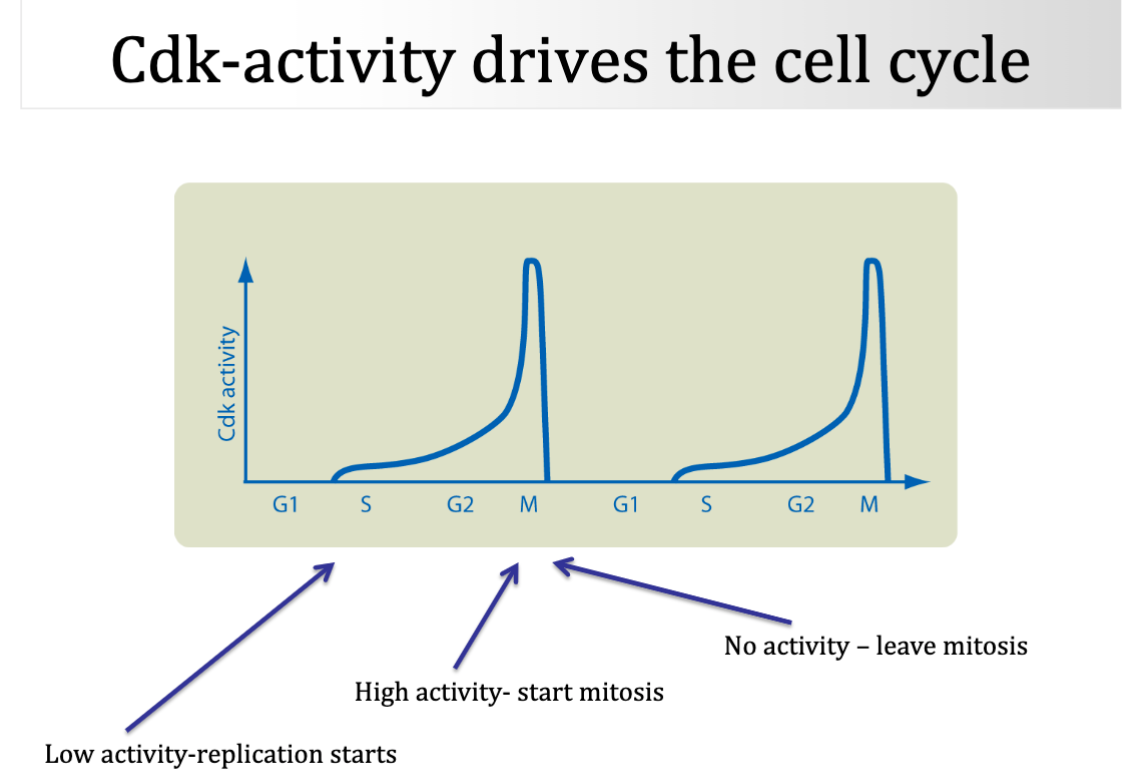 Cdk-activity drives the cell cycle
Cdk activity
G1 S G2 M G1 S G2 M
No activity – leave mitosis
High activity- start mitosis
Low activity-replication starts